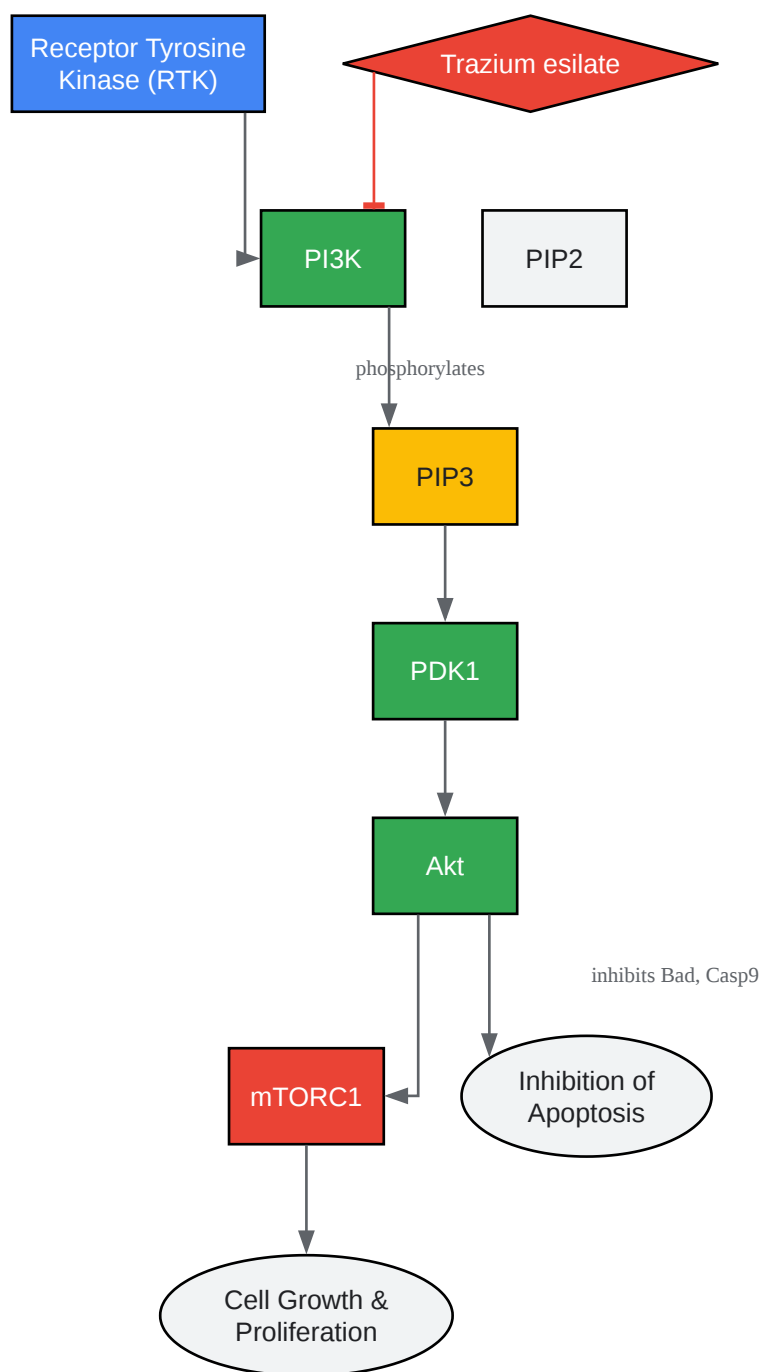 Receptor Tyrosine
Kinase (RTK)
Trazium esilate
PI3K
PIP2
phosphorylates
PIP3
PDK1
Akt
inhibits Bad, Casp9
mTORC1
Inhibition of
Apoptosis
Cell Growth &
Proliferation